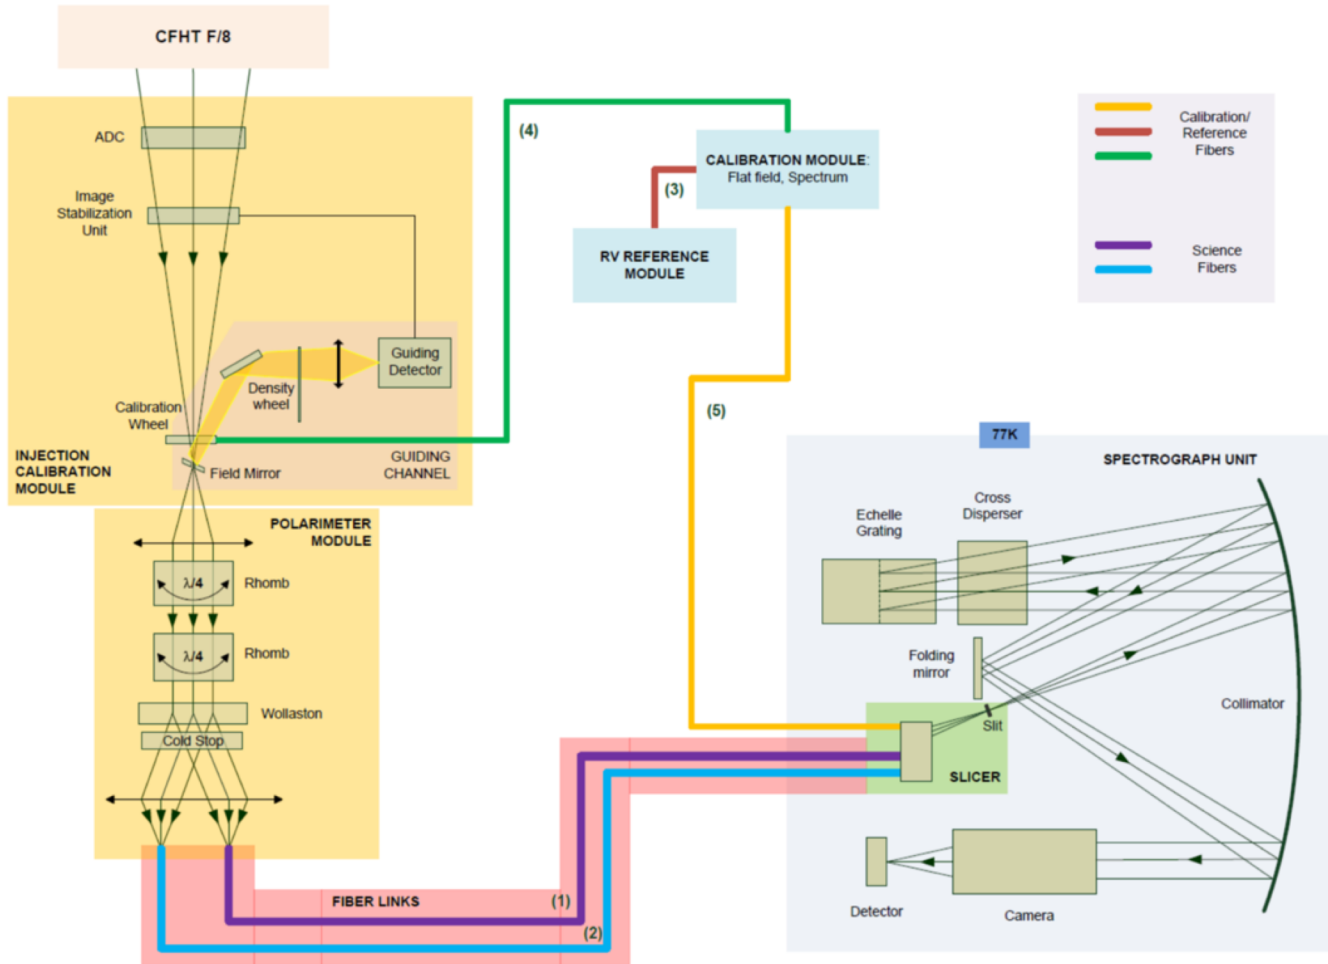 CFHT F/8
ADC
Image
Stabilization
Unit
Guiding
Detector
Density
wheel
Calibration
Wheel
Field Mirror
INJECTION
CALIBRATION
MODULE
GUIDING
CHANNEL
POLARIMETER
MODULE
λ/4
Rhomb
λ/4
Rhomb
Wollaston
Cold Stop
FIBER LINKS
(1)
(2)
(4)
(3)
CALIBRATION MODULE:
Flat field, Spectrum
RV REFERENCE
MODULE
(5)
Calibration/
Reference
Fibers
Science
Fibers
77K
SPECTROGRAPH UNIT
Echelle
Grating
Cross
Disperser
Folding
mirror
Slit
Collimator
SLICER
Detector
Camera